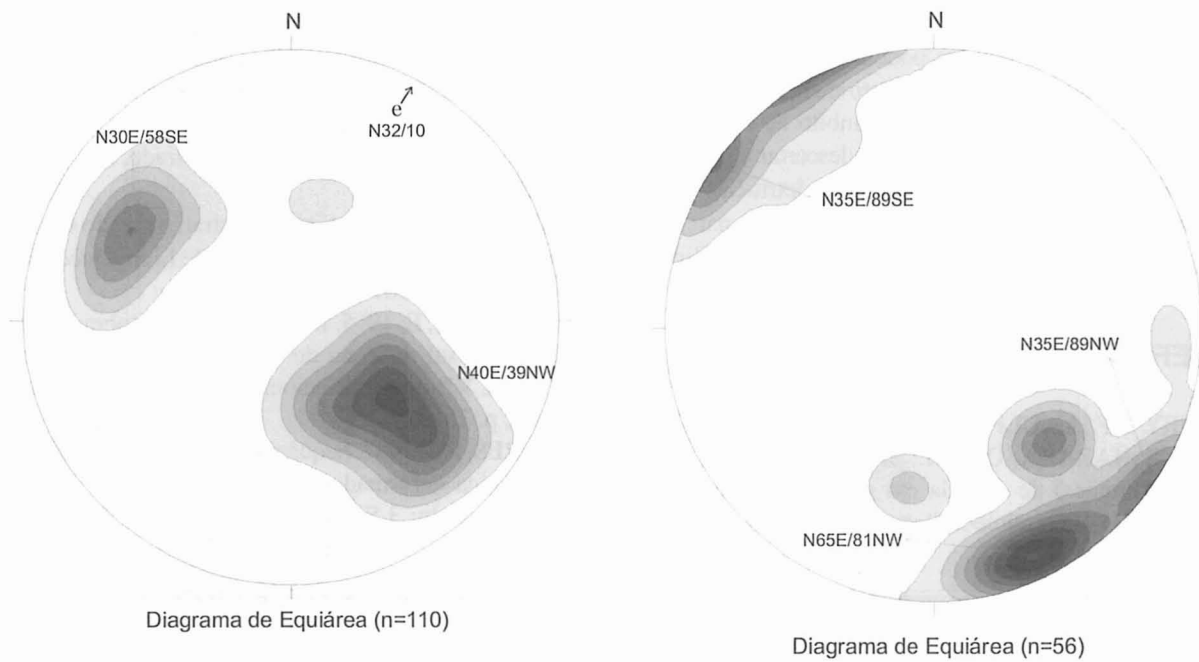 N
N30E/58SE
e
N32/10
N40E/39NW
Diagrama de Equiárea (n=110)
N
N35E/89SE
N35E/89NW
N65E/81NW
Diagrama de Equiárea (n=56)